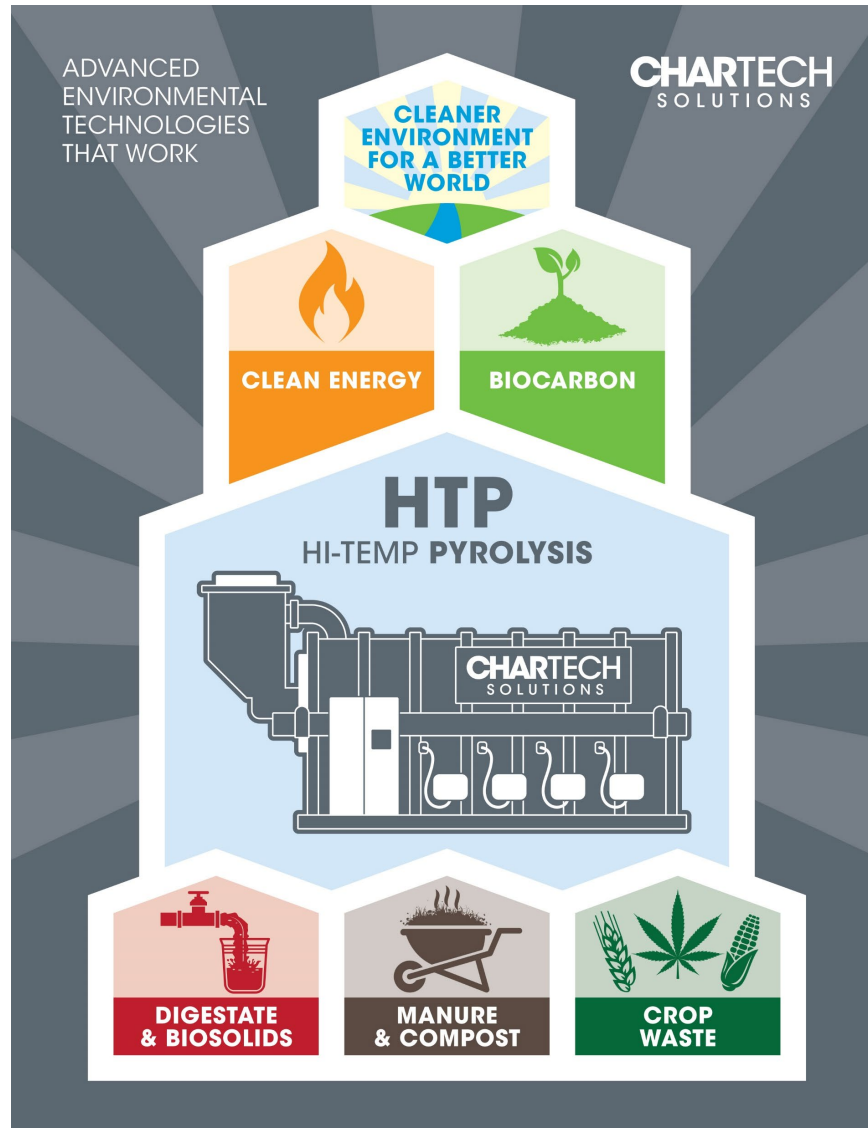 ADVANCED
ENVIRONMENTAL
TECHNOLOGIES
THAT WORK
CHARTECH
SOLUTIONS
CLEANER
ENVIRONMENT
FOR A BETTER
WORLD
CLEAN ENERGY
BIOCARBON
HTP
HI-TEMP PYROLYSIS
CHARTECH
SOLUTIONS
DIGESTATE
& BIOSOLIDS
MANURE
& COMPOST
CROP
WASTE